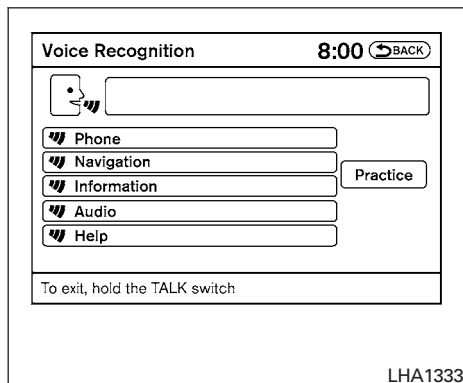 Voice Recognition 8:00 BACK
Phone
Navigation
Information
Audio
Help
Practice
To exit, hold the TALK switch
LHA1333